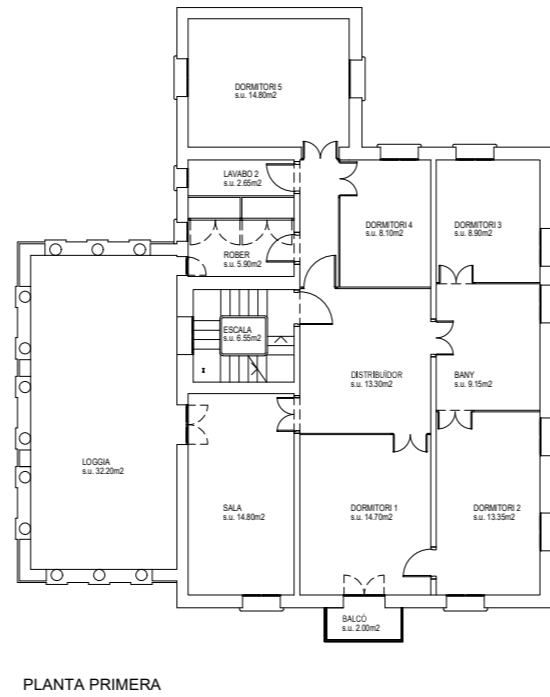 DORMITORI 5
s.u. 14.80m2
LAVABO 2
s.u. 2.65m2
DORMITORI 4
s.u. 8.10m2
DORMITORI 3
s.u. 8.90m2
ROBER
s.u. 5.90m2
ESCALA
s.u. 6.55m2
DISTRIBUÏDOR
s.u. 13.30m2
BANY
s.u. 9.15m2
LOGGIA
s.u. 32.20m2
SALA
s.u. 14.80m2
DORMITORI 1
s.u. 14.70m2
DORMITORI 2
s.u. 13.35m2
BALCÓ
s.u. 2.00m2
PLANTA PRIMERA